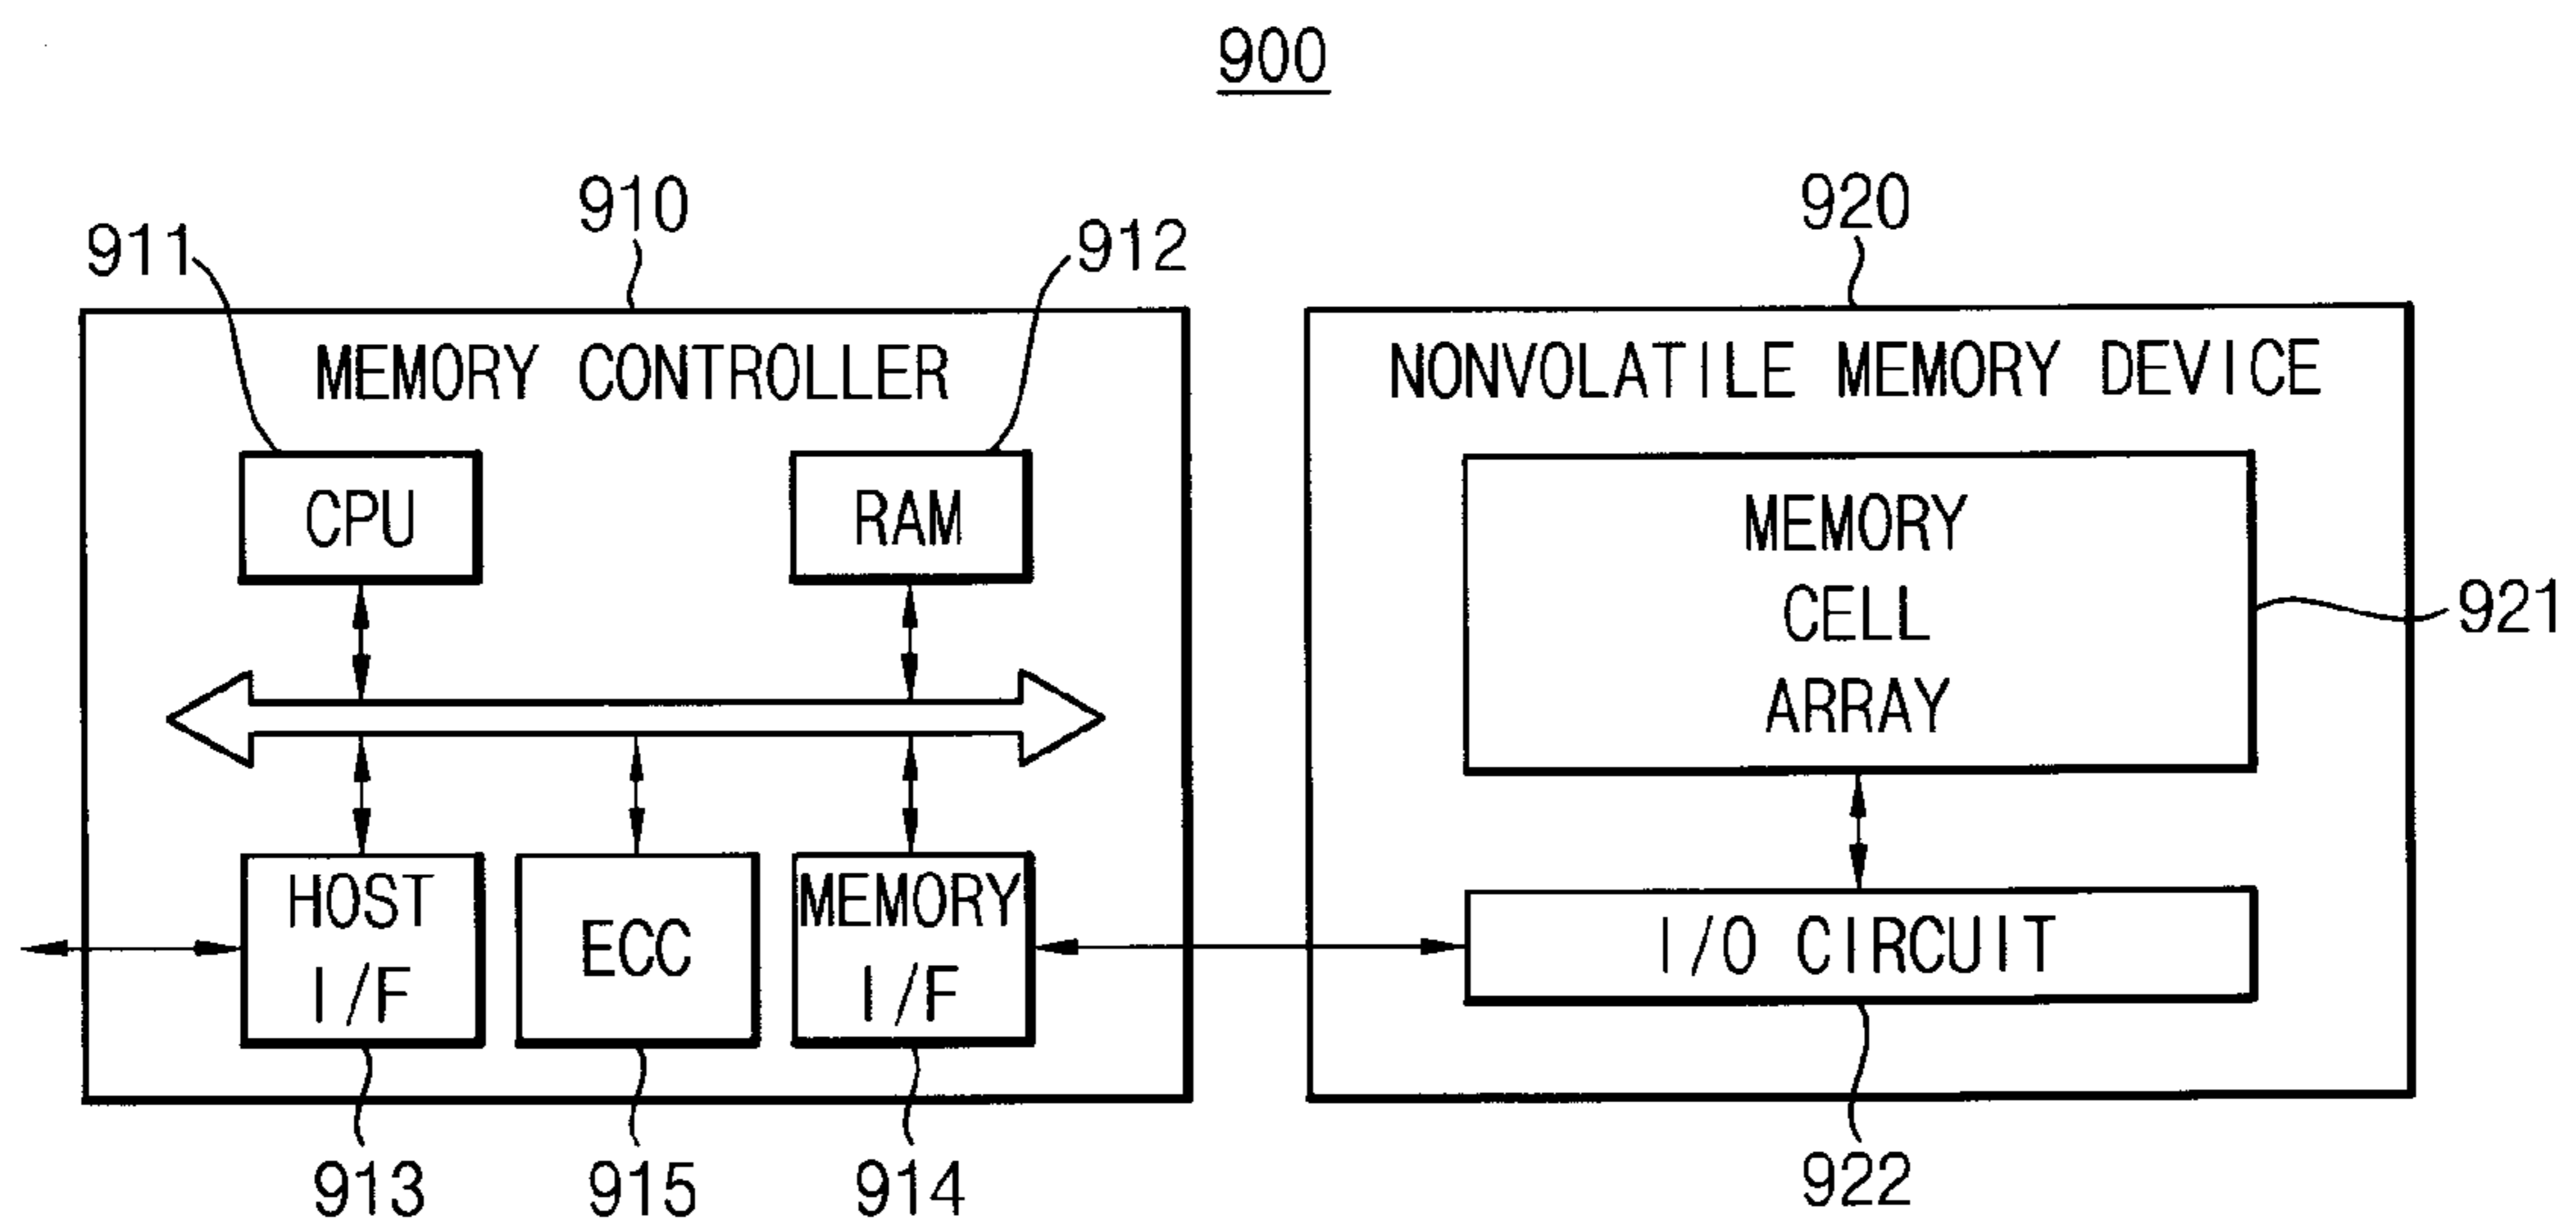 900
910
920
911
912
MEMORY CONTROLLER
NONVOLATILE MEMORY DEVICE
CPU
RAM
MEMORY
CELL
ARRAY
921
HOST
I/F
ECC
MEMORY
I/F
I/O CIRCUIT
913
915
914
922